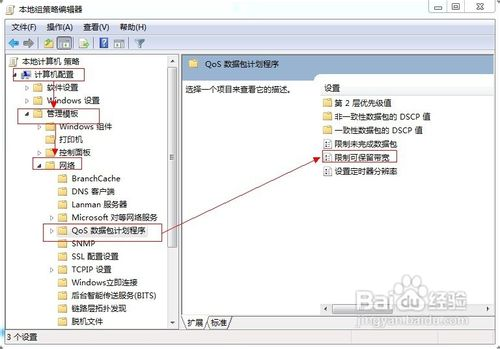 本地组策略编辑器
文件(F) 操作(A) 查看(V) 帮助(H)
本地计算机 策略
计算机配置
软件设置
Windows 设置
管理模板
Windows 组件
打印机
控制面板
网络
BranchCache
DNS 客户端
Lanman 服务器
Microsoft 对等网络服务
QoS 数据包计划程序
SNMP
SSL 配置设置
TCPIP 设置
Windows立即连接
后台智能传送服务(BITS)
链路层拓扑发现
脱机文件
QoS 数据包计划程序
选择一个项目来查看它的描述。
设置
第 2 层优先级值
非一致性数据包的 DSCP 值
一致性数据包的 DSCP 值
限制未完成数据包
限制可保留带宽
设置定时器分辨率
扩展 标准
3 个设置
Baidu 经验
jingyan.baidu.com